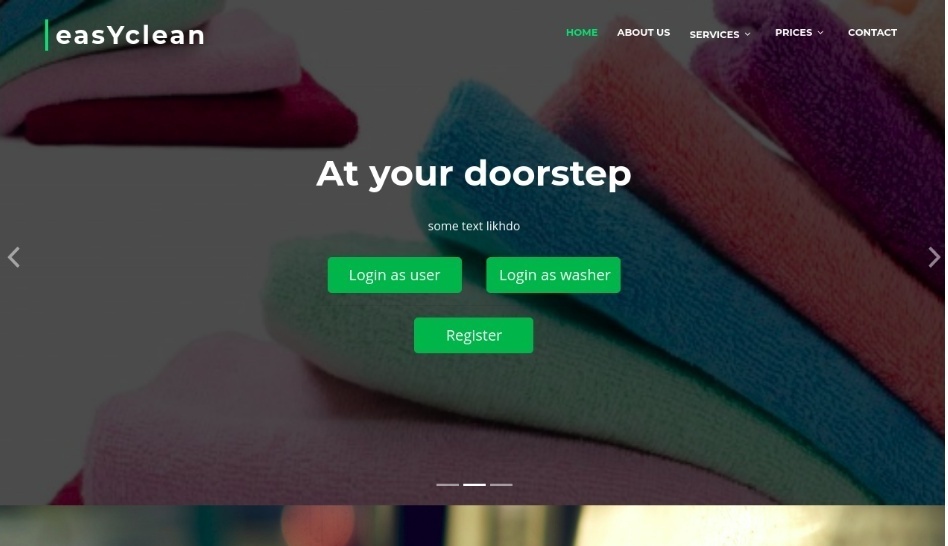 easYclean
HOME ABOUT US SERVICES PRICES CONTACT
At your doorstep
some text likhdo
Login as user Login as washer
Register